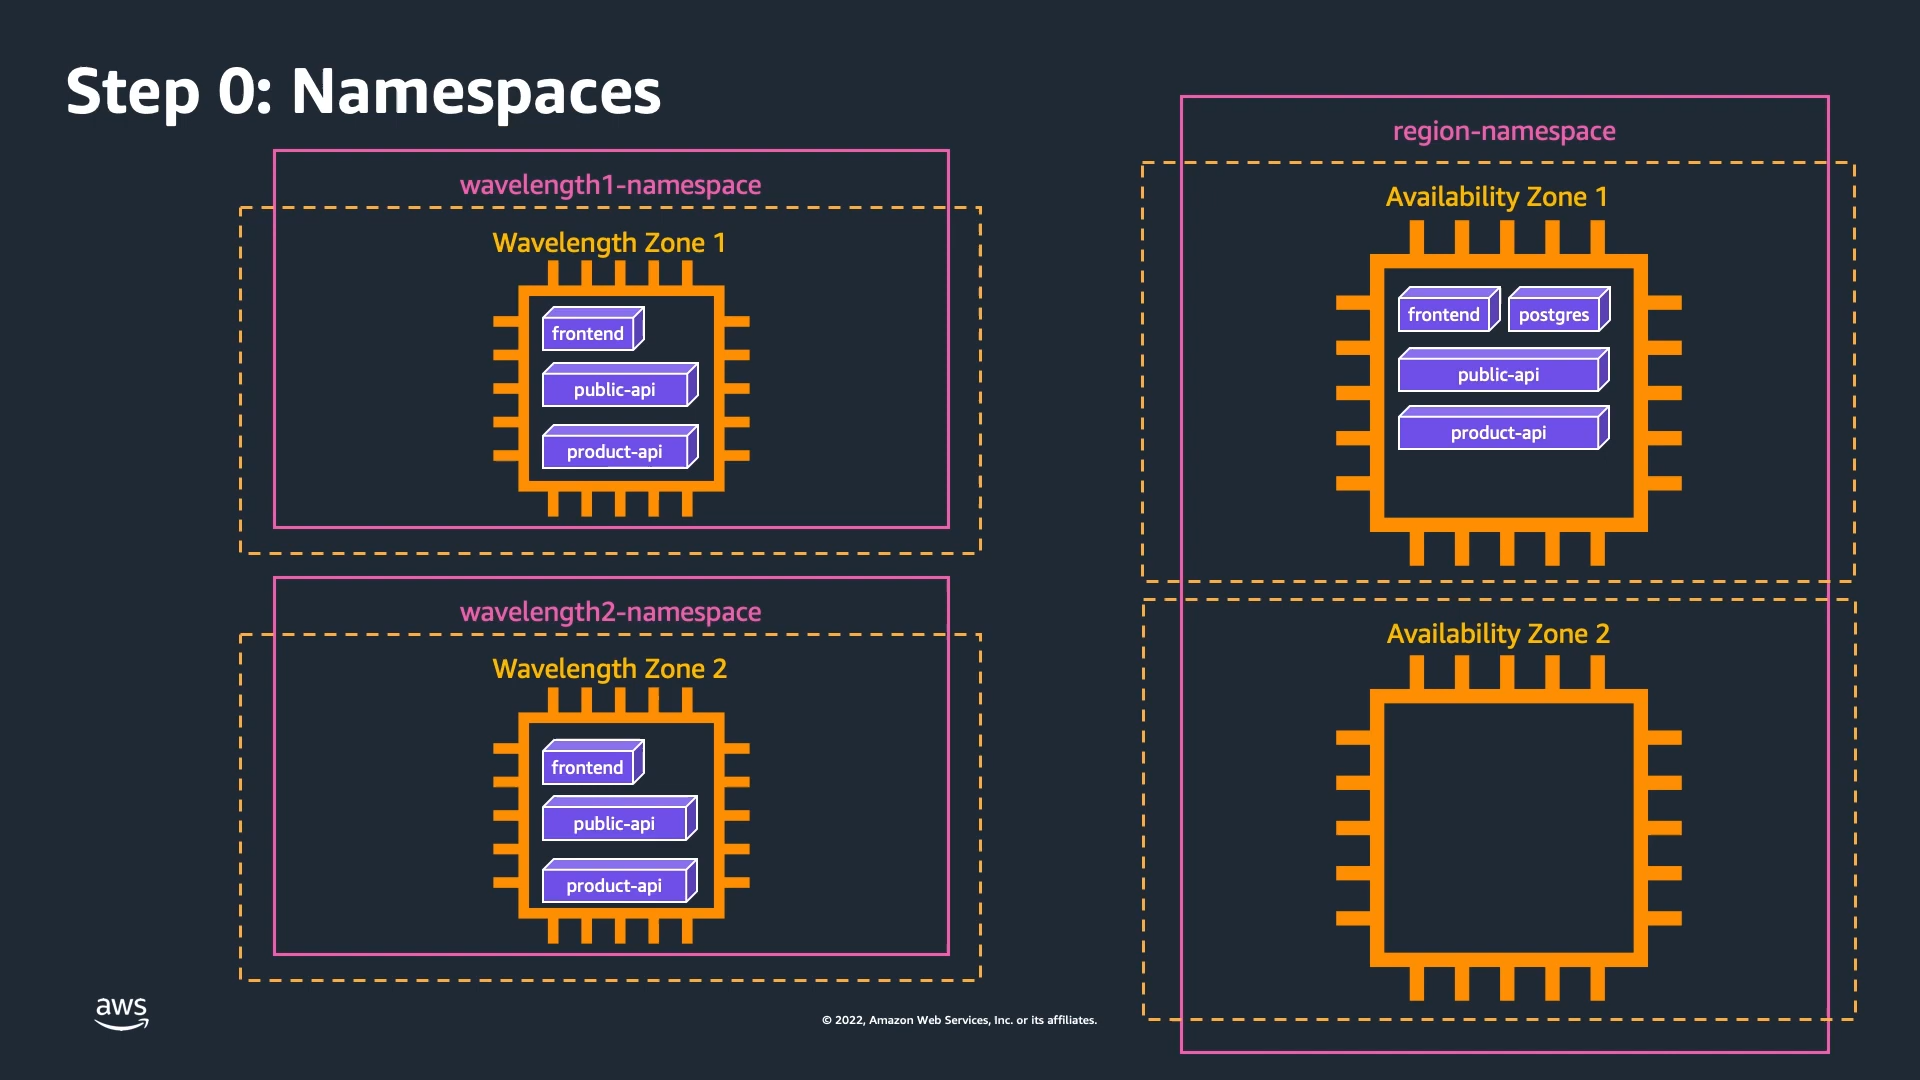 Step 0: Namespaces
wavelength1-namespace
Wavelength Zone 1
frontend
public-api
product-api
wavelength2-namespace
Wavelength Zone 2
frontend
public-api
product-api
region-namespace
Availability Zone 1
frontend
postgres
public-api
product-api
Availability Zone 2
aws
© 2022, Amazon Web Services, Inc. or its affiliates.